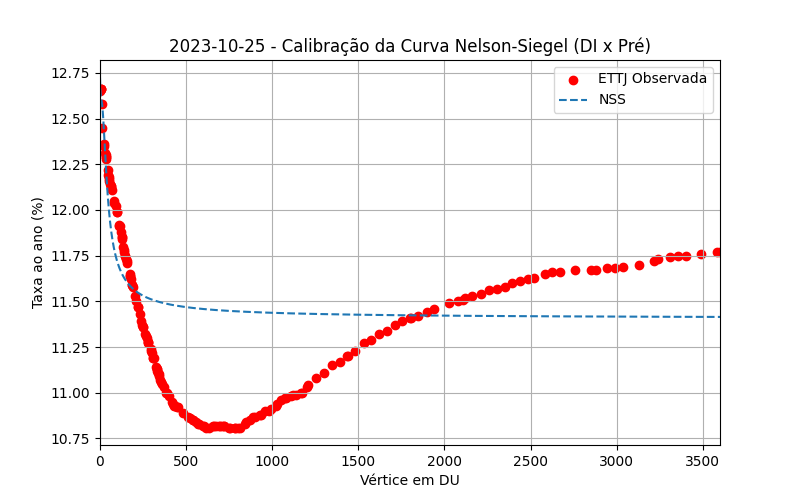 2023-10-25 - Calibração da Curva Nelson-Siegel (DI x Pré)
ETTJ Observada
NSS
Taxa ao ano (%)
12.75
12.50
12.25
12.00
11.75
11.50
11.25
11.00
10.75
0 500 1000 1500 2000 2500 3000 3500
Vértice em DU